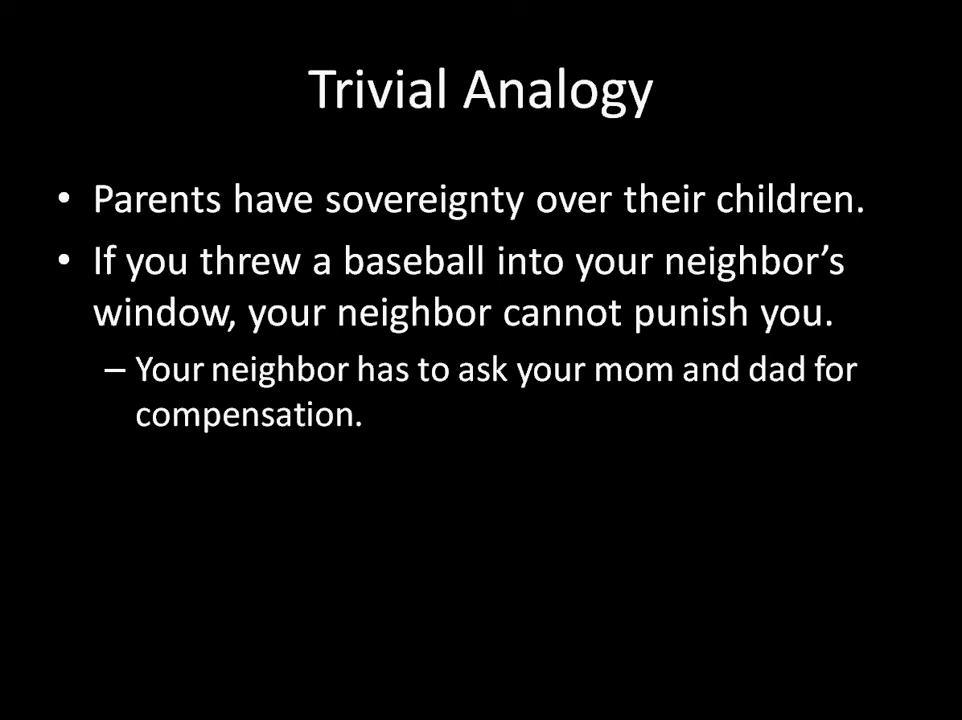 Trivial Analogy
• Parents have sovereignty over their children.
• If you threw a baseball into your neighbor’s
window, your neighbor cannot punish you.
– Your neighbor has to ask your mom and dad for
compensation.